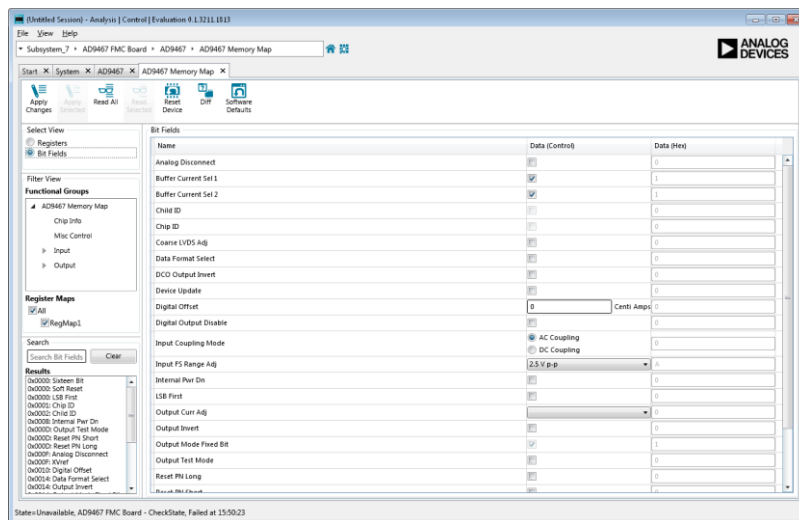 (Untitled Session) - Analysis | Control | Evaluation 0.1.3211.1813
File View Help
Subsystem_7 AD9467 FMC Board AD9467 AD9467 Memory Map
ANALOG
DEVICES
Start X System X AD9467 X AD9467 Memory Map X
Apply Changes
Apply Selected
Read All
Read Selected
Reset Device
Diff
Software Defaults
Select View
Registers
Bit Fields
Filter View
Functional Groups
AD9467 Memory Map
Chip Info
Misc Control
Input
Output
Register Maps
All
RegMap1
Search
Search Bit Fields Clear
Results
0x0000: Sixteen Bit
0x0000: Soft Reset
0x0000: LSB First
0x0001: Chip ID
0x0002: Child ID
0x0008: Internal Pwr Dn
0x000D: Output Test Mode
0x000D: Reset PN Short
0x000D: Reset PN Long
0x000F: Analog Disconnect
0x000F: XVref
0x0010: Digital Offset
0x0014: Data Format Select
0x0014: Output Invert
Bit Fields
Name Data (Control) Data (Hex)
Analog Disconnect 0
Buffer Current Sel 1 1
Buffer Current Sel 2 1
Child ID 0
Chip ID 0
Coarse LVDS Adj 0
Data Format Select 0
DCO Output Invert 0
Device Update 0
Digital Offset 0 Centi Amps 0
Digital Output Disable 0
Input Coupling Mode AC Coupling 0
DC Coupling
Input FS Range Adj 2.5 V p-p A
Internal Pwr Dn 0
LSB First 0
Output Curr Adj 0
Output Invert 0
Output Mode Fixed Bit 1
Output Test Mode 0
Reset PN Long 0
Reset PN Short
State=Unavailable, AD9467 FMC Board - CheckState, Failed at 15:50:23